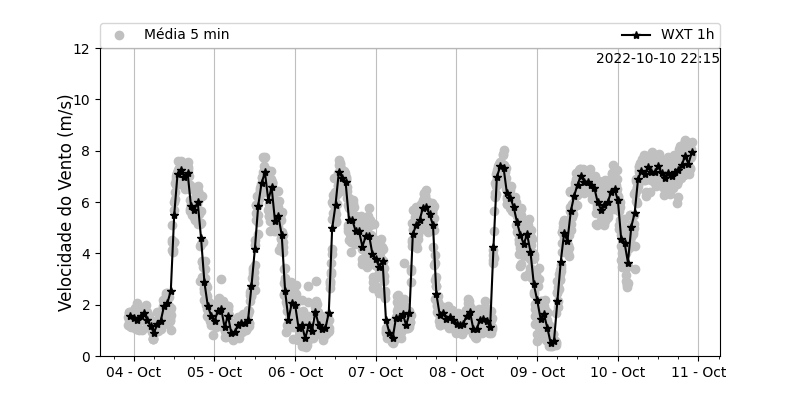 Média 5 min
WXT 1h
2022-10-10 22:15
Velocidade do Vento (m/s)
12
10
8
6
4
2
0
04 - Oct
05 - Oct
06 - Oct
07 - Oct
08 - Oct
09 - Oct
10 - Oct
11 - Oct